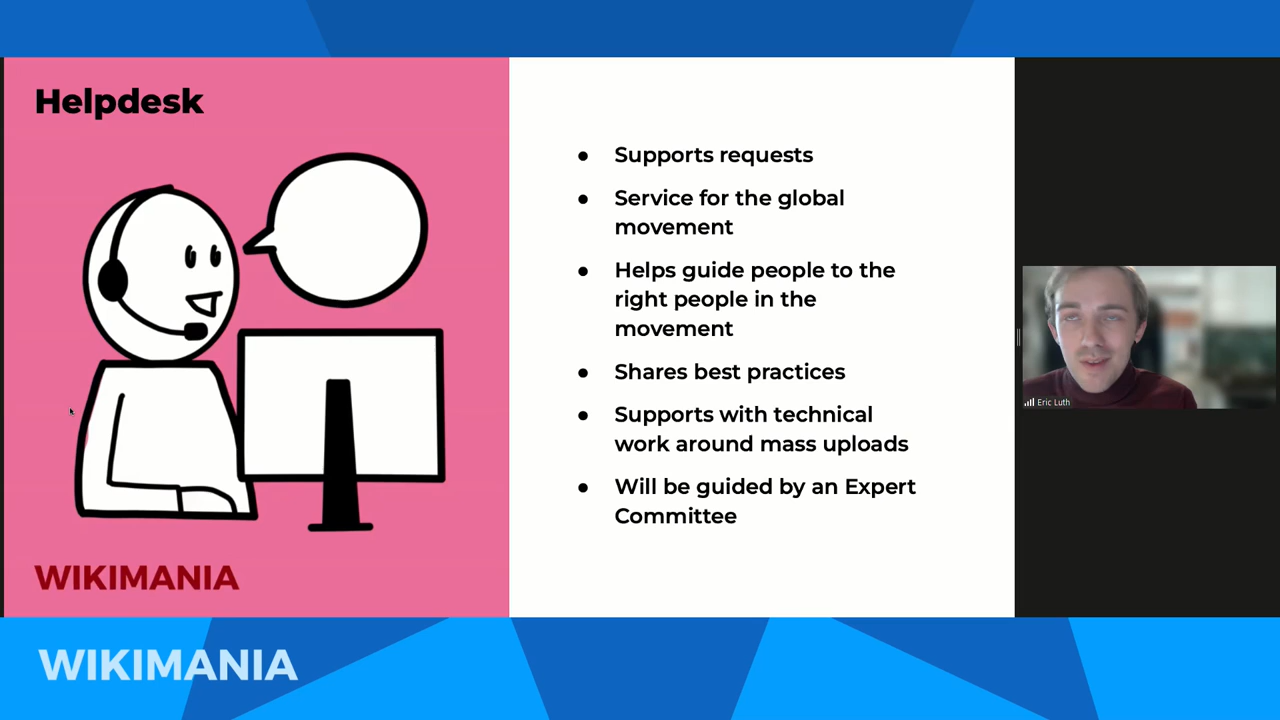 Helpdesk
● Supports requests
● Service for the global
movement
● Helps guide people to the
right people in the
movement
● Shares best practices
● Supports with technical
work around mass uploads
● Will be guided by an Expert
Committee
Eric Luth
WIKIMANIA
WIKIMANIA